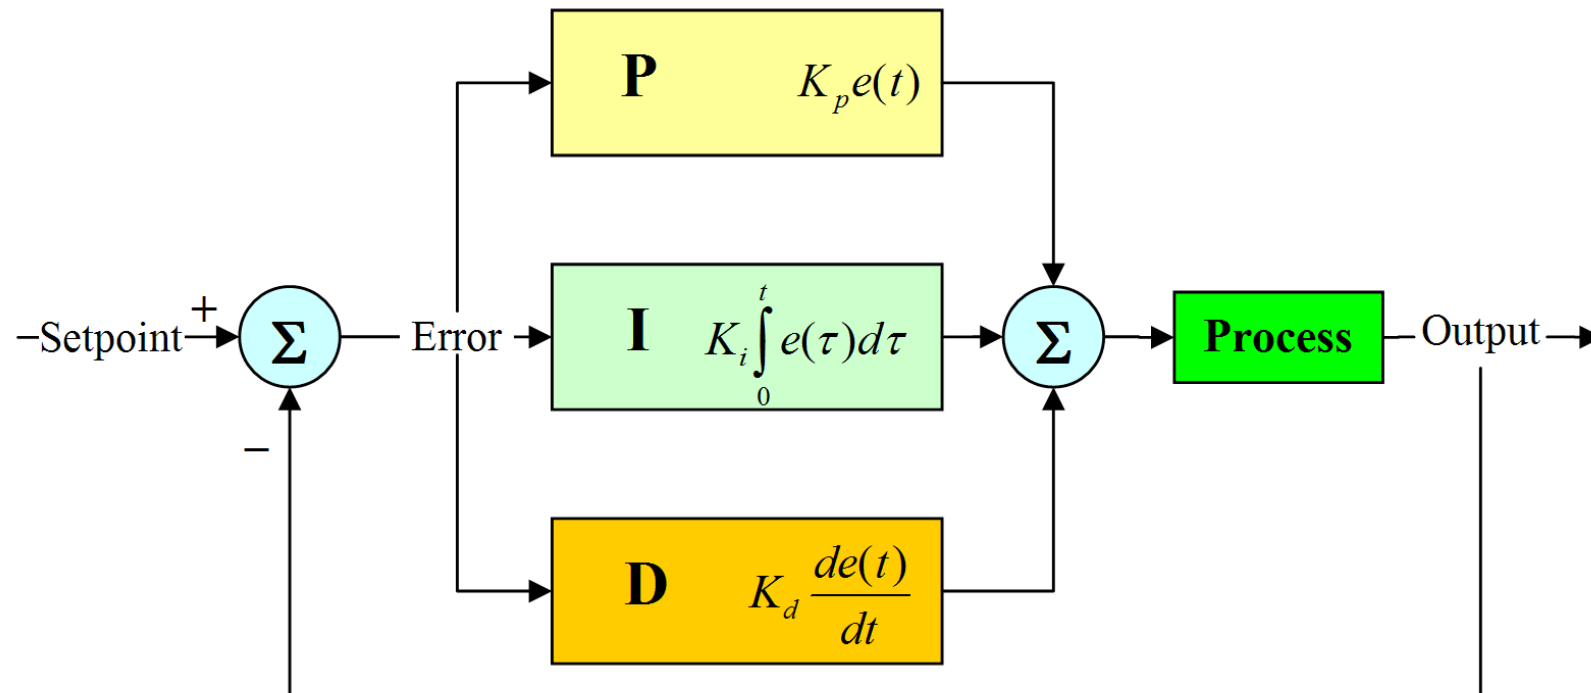 P K_p e(t)
Setpoint + Σ Error I K_i ∫_0^t e(τ)dτ Σ Process Output
−
D K_d de(t)/dt